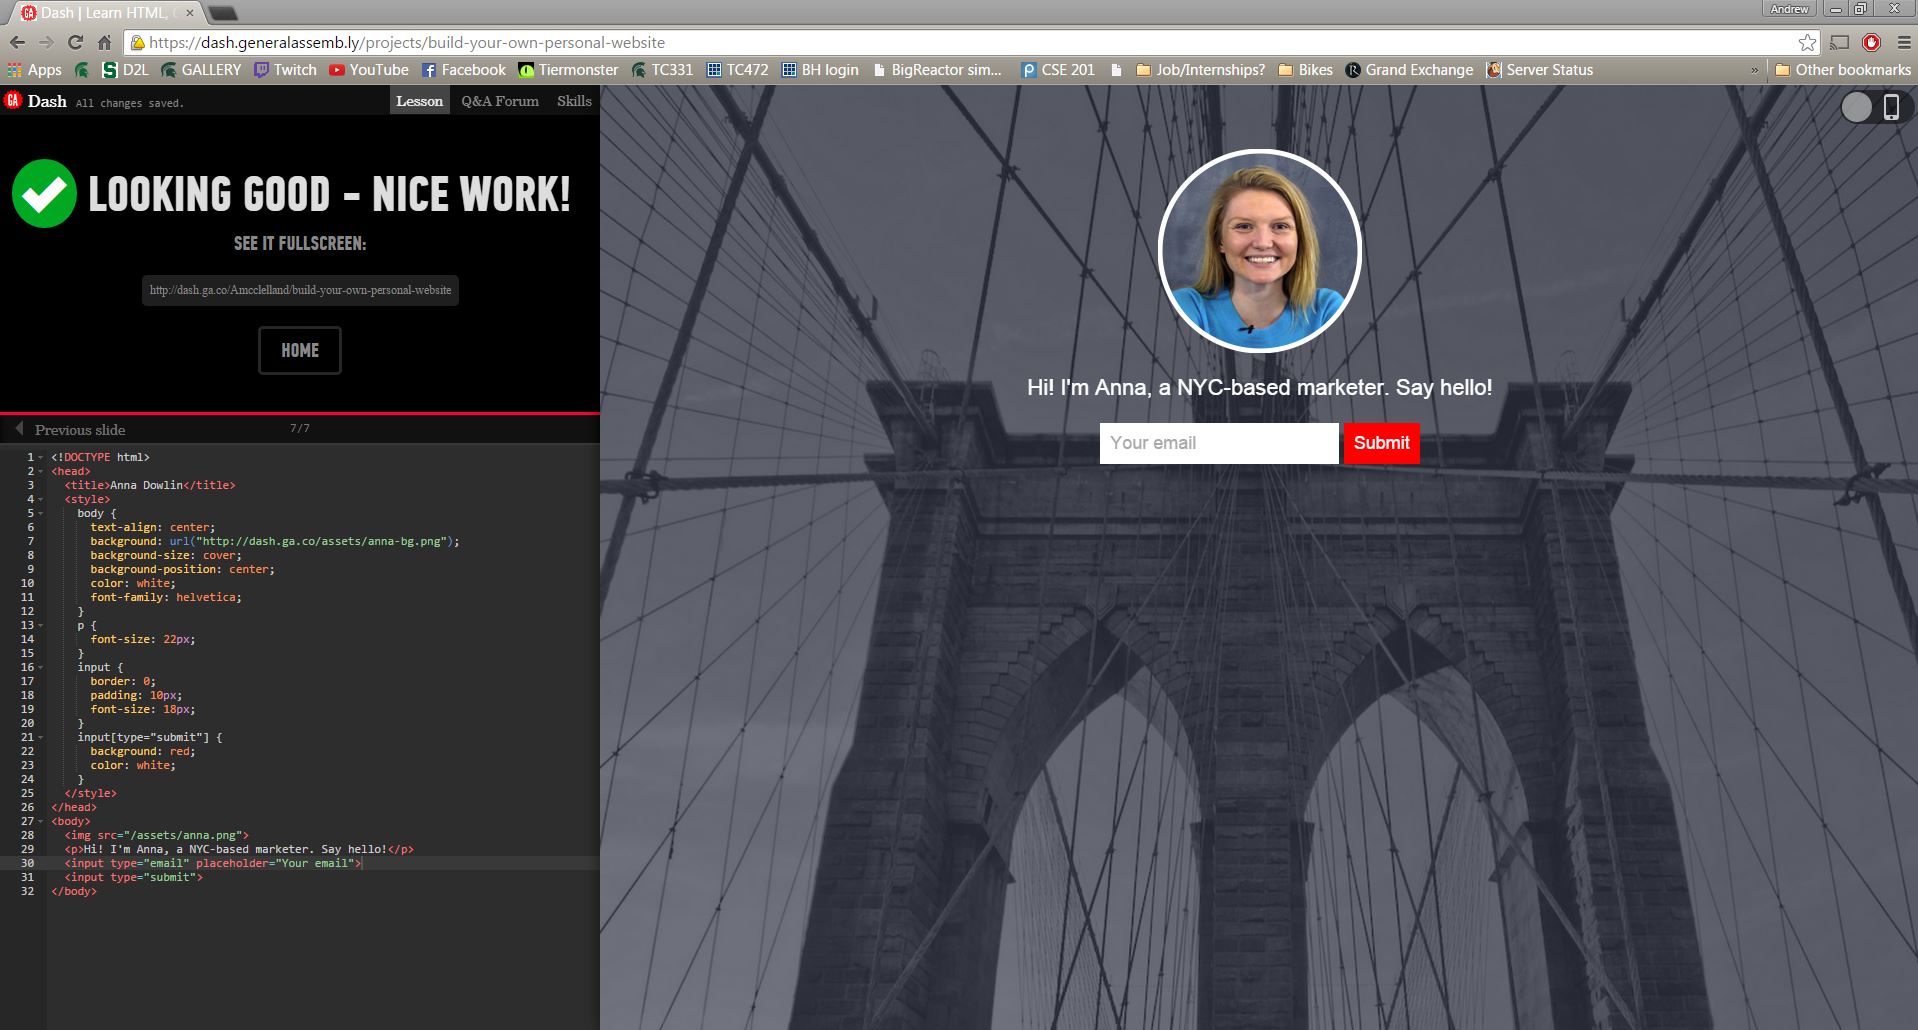 Dash | Learn HTML, C
Andrew
https://dash.generalassemb.ly/projects/build-your-own-personal-website
Apps D2L GALLERY Twitch YouTube Facebook Tiermonster TC331 TC472 BH login BigReactor sim... CSE 201 Job/Internships? Bikes Grand Exchange Server Status » Other bookmarks
GA Dash All changes saved. Lesson Q&A Forum Skills
LOOKING GOOD - NICE WORK!
SEE IT FULLSCREEN:
http://dash.ga.co/Amcclelland/build-your-own-personal-website
HOME
Previous slide 7/7
1 <!DOCTYPE html>
2 <head>
3 <title>Anna Dowlin</title>
4 <style>
5 body {
6 text-align: center;
7 background: url("http://dash.ga.co/assets/anna-bg.png");
8 background-size: cover;
9 background-position: center;
10 color: white;
11 font-family: helvetica;
12 }
13 p {
14 font-size: 22px;
15 }
16 input {
17 border: 0;
18 padding: 10px;
19 font-size: 18px;
20 }
21 input[type="submit"] {
22 background: red;
23 color: white;
24 }
25 </style>
26 </head>
27 <body>
28 <img src="/assets/anna.png">
29 <p>Hi! I'm Anna, a NYC-based marketer. Say hello!</p>
30 <input type="email" placeholder="Your email">
31 <input type="submit">
32 </body>
Hi! I'm Anna, a NYC-based marketer. Say hello!
Your email Submit